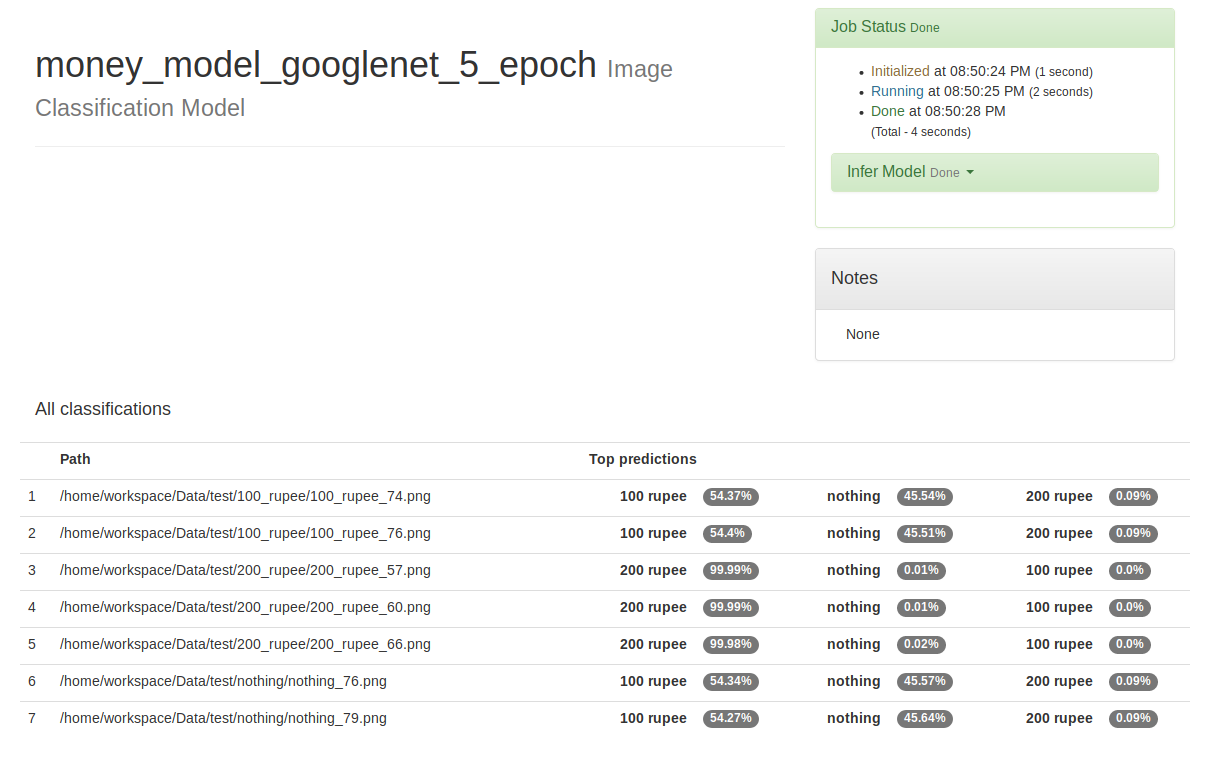 money_model_googlenet_5_epoch Image
Classification Model
Job Status Done
Initialized at 08:50:24 PM (1 second)
Running at 08:50:25 PM (2 seconds)
Done at 08:50:28 PM
(Total - 4 seconds)
Infer Model Done
Notes
None
All classifications
Path Top predictions
1 /home/workspace/Data/test/100_rupee/100_rupee_74.png 100 rupee 54.37% nothing 45.54% 200 rupee 0.09%
2 /home/workspace/Data/test/100_rupee/100_rupee_76.png 100 rupee 54.4% nothing 45.51% 200 rupee 0.09%
3 /home/workspace/Data/test/200_rupee/200_rupee_57.png 200 rupee 99.99% nothing 0.01% 100 rupee 0.0%
4 /home/workspace/Data/test/200_rupee/200_rupee_60.png 200 rupee 99.99% nothing 0.01% 100 rupee 0.0%
5 /home/workspace/Data/test/200_rupee/200_rupee_66.png 200 rupee 99.98% nothing 0.02% 100 rupee 0.0%
6 /home/workspace/Data/test/nothing/nothing_76.png 100 rupee 54.34% nothing 45.57% 200 rupee 0.09%
7 /home/workspace/Data/test/nothing/nothing_79.png 100 rupee 54.27% nothing 45.64% 200 rupee 0.09%